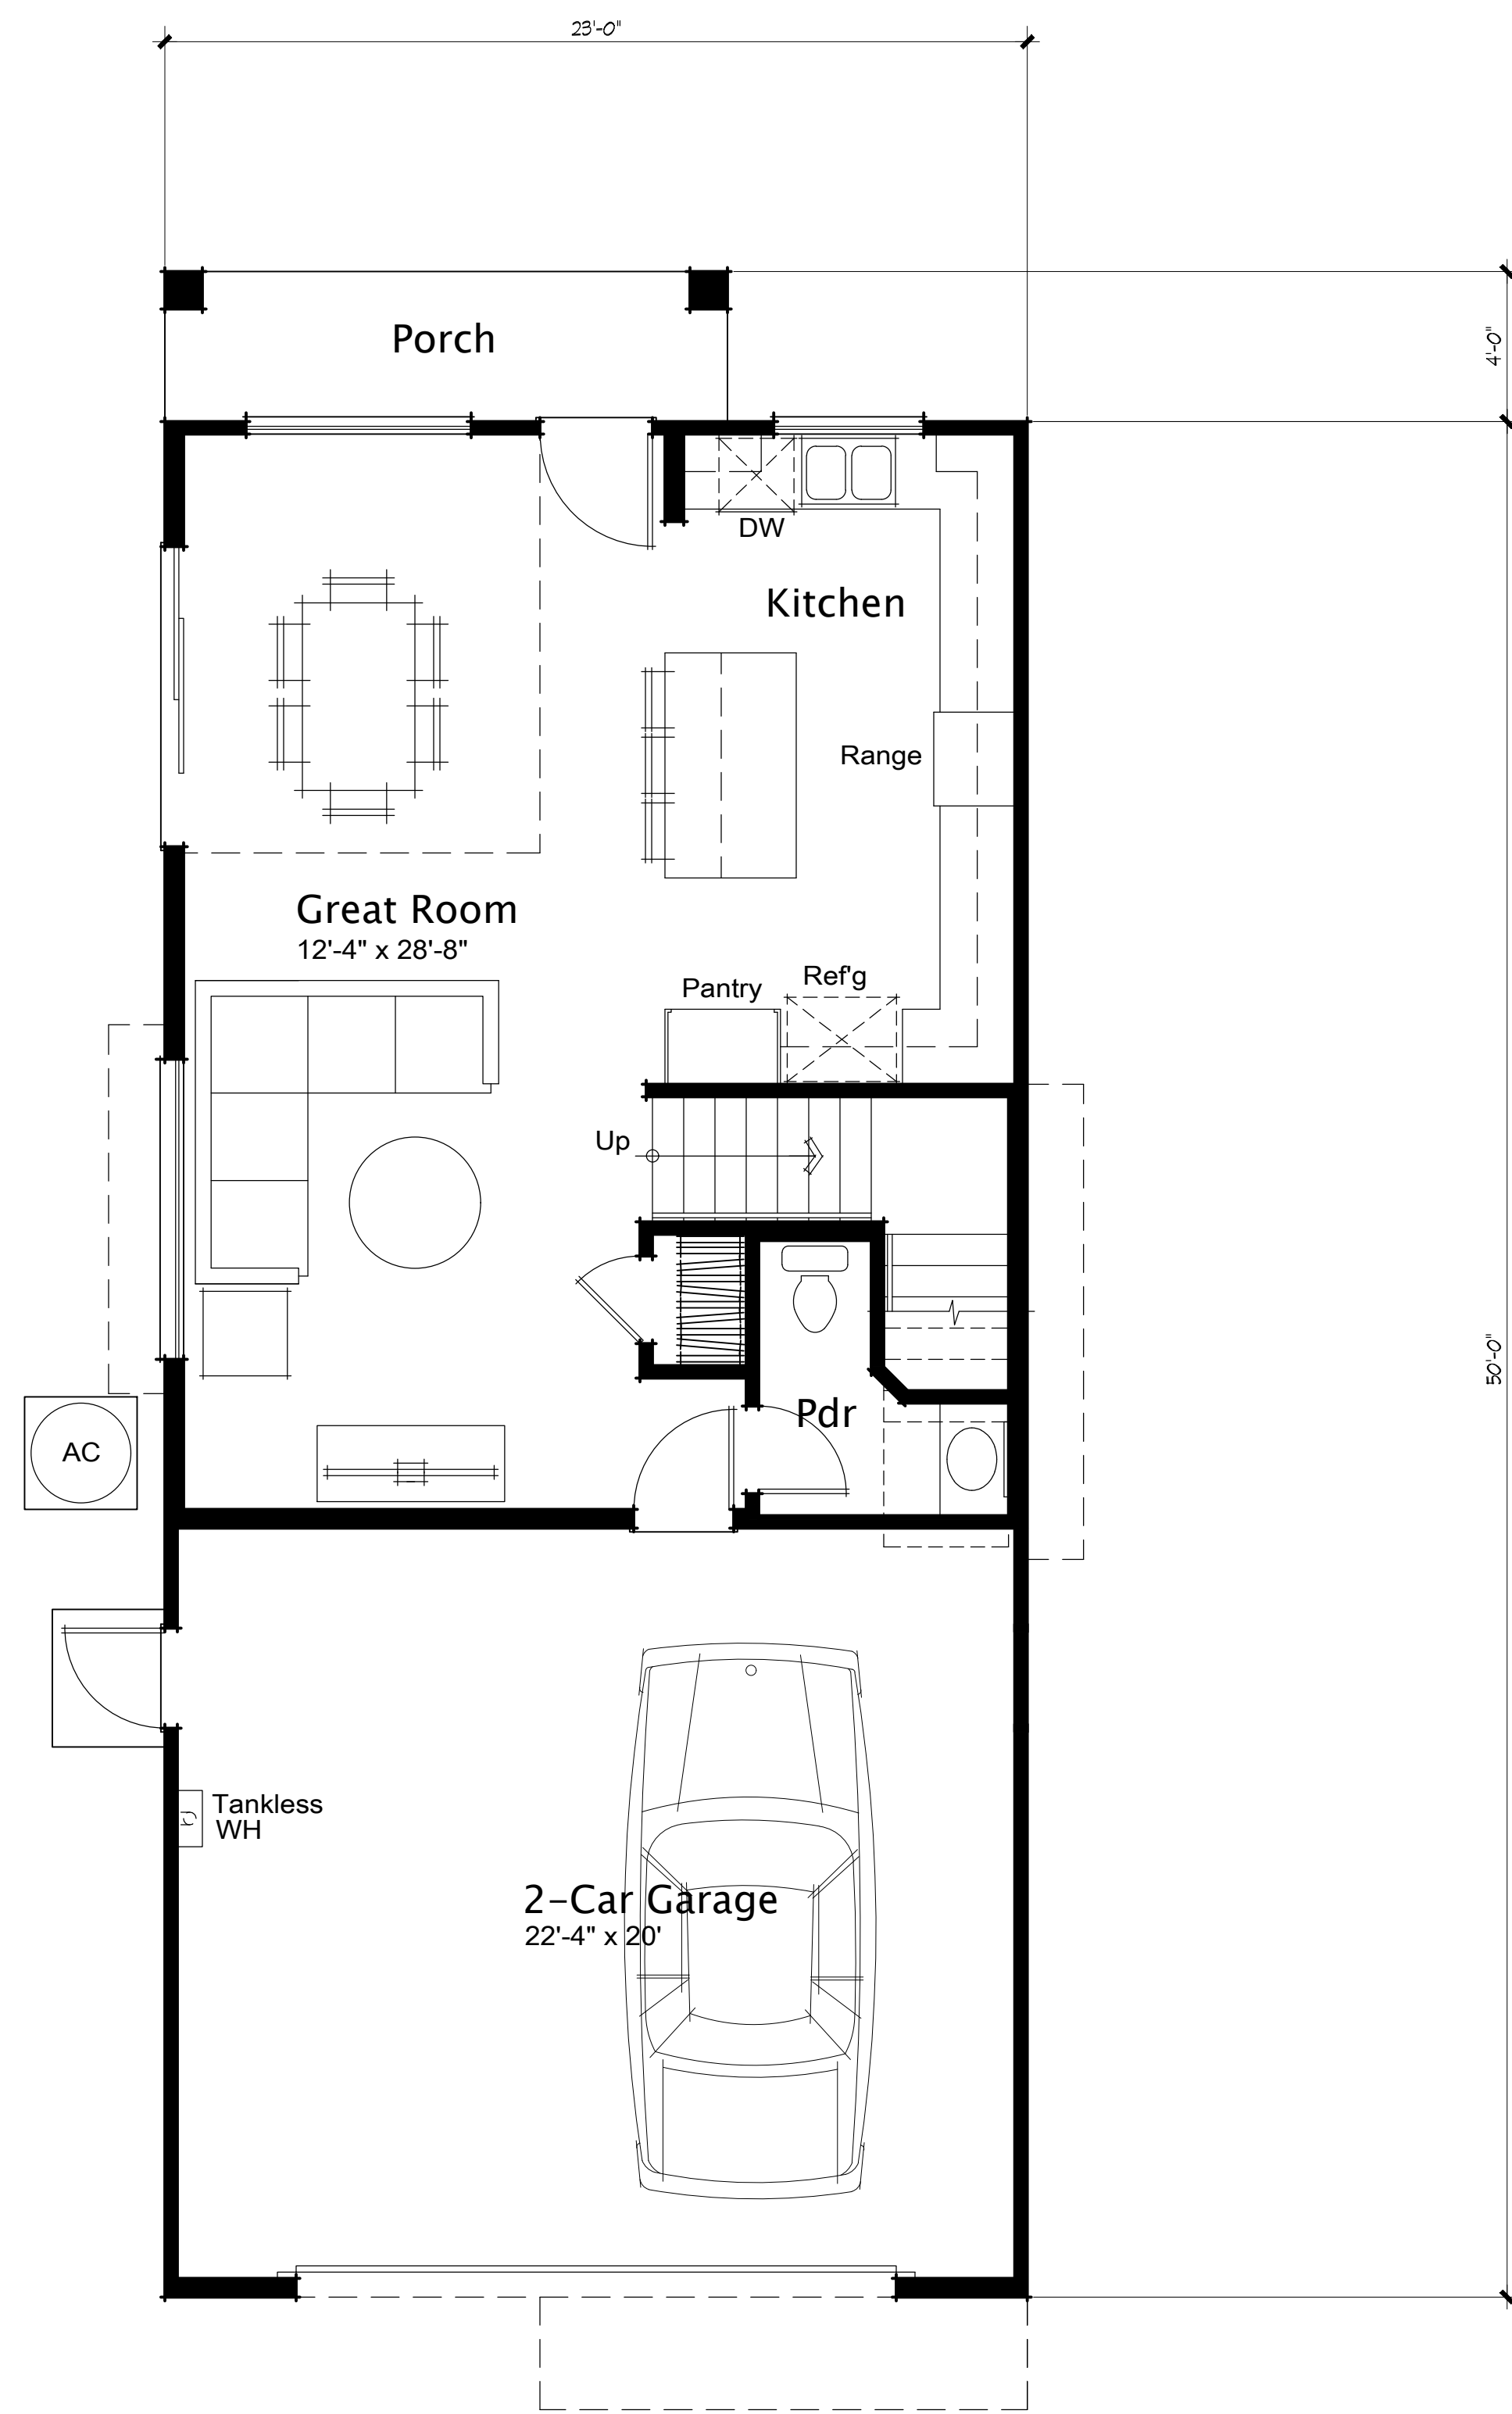 23'-0"
Porch
4'-0"
DW
Kitchen
Range
Great Room
12'-4" x 28'-8"
Ref'g
Pantry
Up
50'-0"
Pdr
AC
Tankless
WH
2-Car Garage
22'-4" x 20'